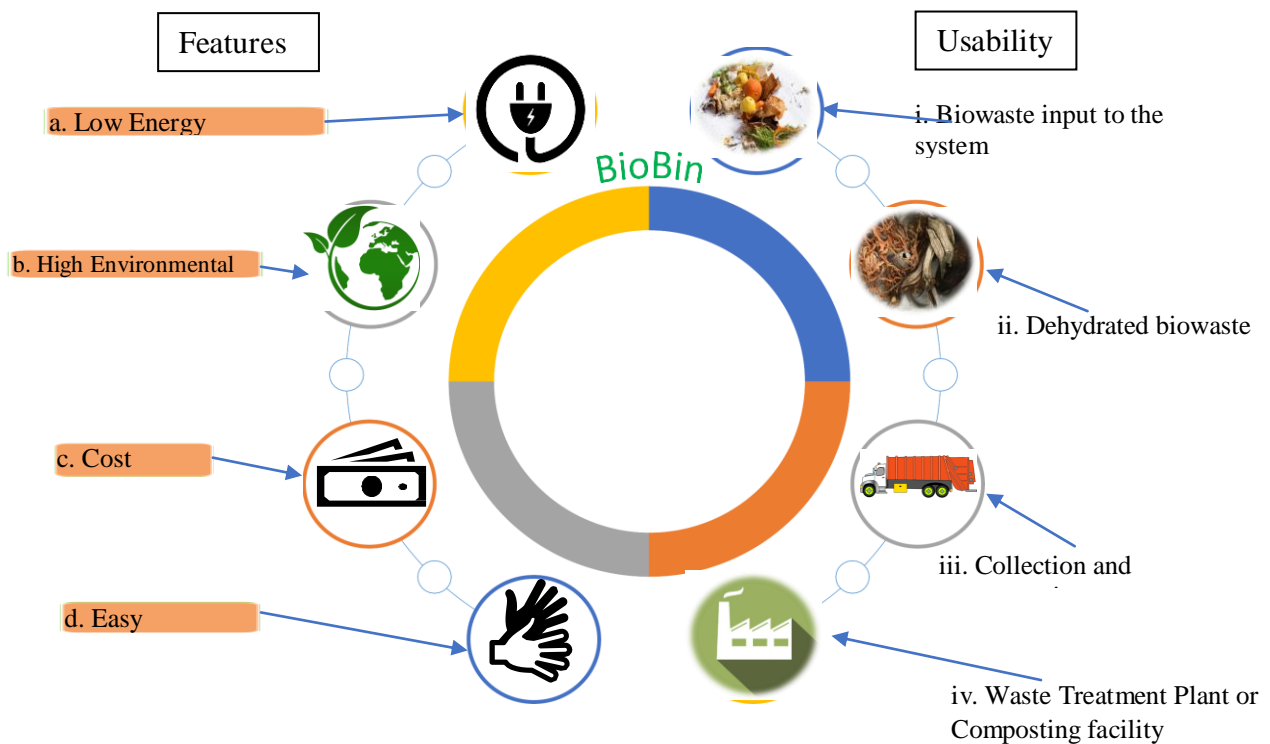 Features
Usability
a. Low Energy
i. Biowaste input to the
system
BioBin
b. High Environmental
ii. Dehydrated biowaste
c. Cost
iii. Collection and
d. Easy
iv. Waste Treatment Plant or
Composting facility